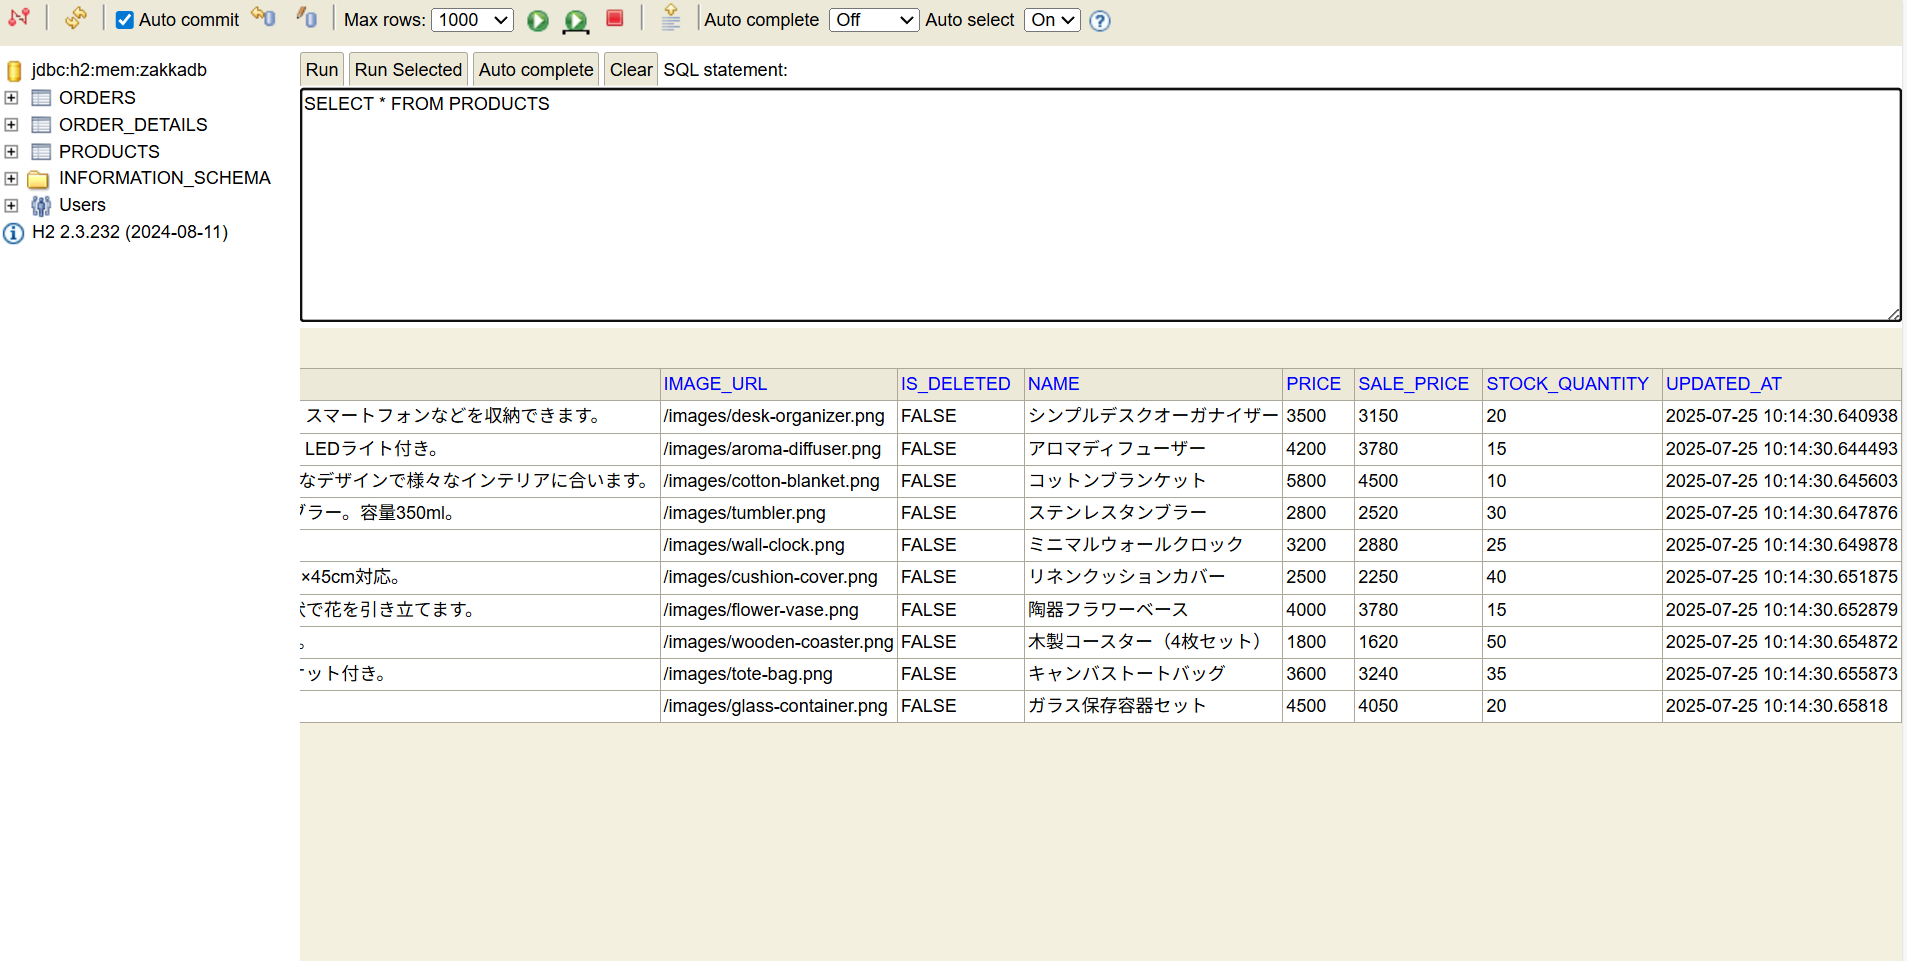 Auto commit Max rows: 1000 Auto complete Off Auto select On
jdbc:h2:mem:zakkadb
ORDERS
ORDER_DETAILS
PRODUCTS
INFORMATION_SCHEMA
Users
H2 2.3.232 (2024-08-11)
Run Run Selected Auto complete Clear SQL statement:
SELECT * FROM PRODUCTS
IMAGE_URL IS_DELETED NAME PRICE SALE_PRICE STOCK_QUANTITY UPDATED_AT
スマートフォンなどを収納できます。 /images/desk-organizer.png FALSE シンプルデスクオーガナイザー 3500 3150 20 2025-07-25 10:14:30.640938
LEDライト付き。 /images/aroma-diffuser.png FALSE アロマディフューザー 4200 3780 15 2025-07-25 10:14:30.644493
なデザインで様々なインテリアに合います。 /images/cotton-blanket.png FALSE コットンブランケット 5800 4500 10 2025-07-25 10:14:30.645603
ブラー。容量350ml。 /images/tumbler.png FALSE ステンレスタンブラー 2800 2520 30 2025-07-25 10:14:30.647876
/images/wall-clock.png FALSE ミニマルウォールクロック 3200 2880 25 2025-07-25 10:14:30.649878
×45cm対応。 /images/cushion-cover.png FALSE リネンクッションカバー 2500 2250 40 2025-07-25 10:14:30.651875
で花を引き立てます。 /images/flower-vase.png FALSE 陶器フラワーベース 4000 3780 15 2025-07-25 10:14:30.652879
。 /images/wooden-coaster.png FALSE 木製コースター（4枚セット） 1800 1620 50 2025-07-25 10:14:30.654872
ット付き。 /images/tote-bag.png FALSE キャンバストートバッグ 3600 3240 35 2025-07-25 10:14:30.655873
/images/glass-container.png FALSE ガラス保存容器セット 4500 4050 20 2025-07-25 10:14:30.65818